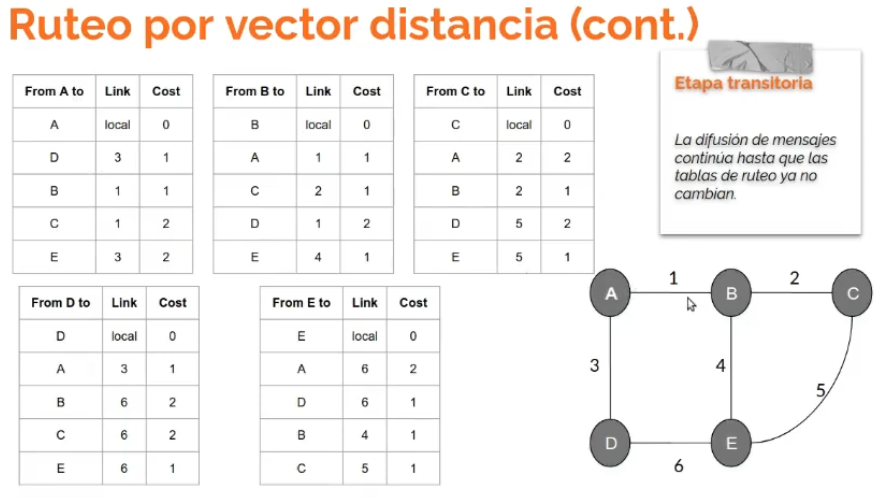 Ruteo por vector distancia (cont.)
From A to Link Cost
A local 0
D 3 1
B 1 1
C 1 2
E 3 2
From B to Link Cost
B local 0
A 1 1
C 2 1
D 1 2
E 4 1
From C to Link Cost
C local 0
A 2 2
B 2 1
D 5 2
E 5 1
Etapa transitoria
La difusión de mensajes
continúa hasta que las
tablas de ruteo ya no
cambian.
From D to Link Cost
D local 0
A 3 1
B 6 2
C 6 2
E 6 1
From E to Link Cost
E local 0
A 6 2
D 6 1
B 4 1
C 5 1
A 1 B 2 C
3 4 5
D 6 E